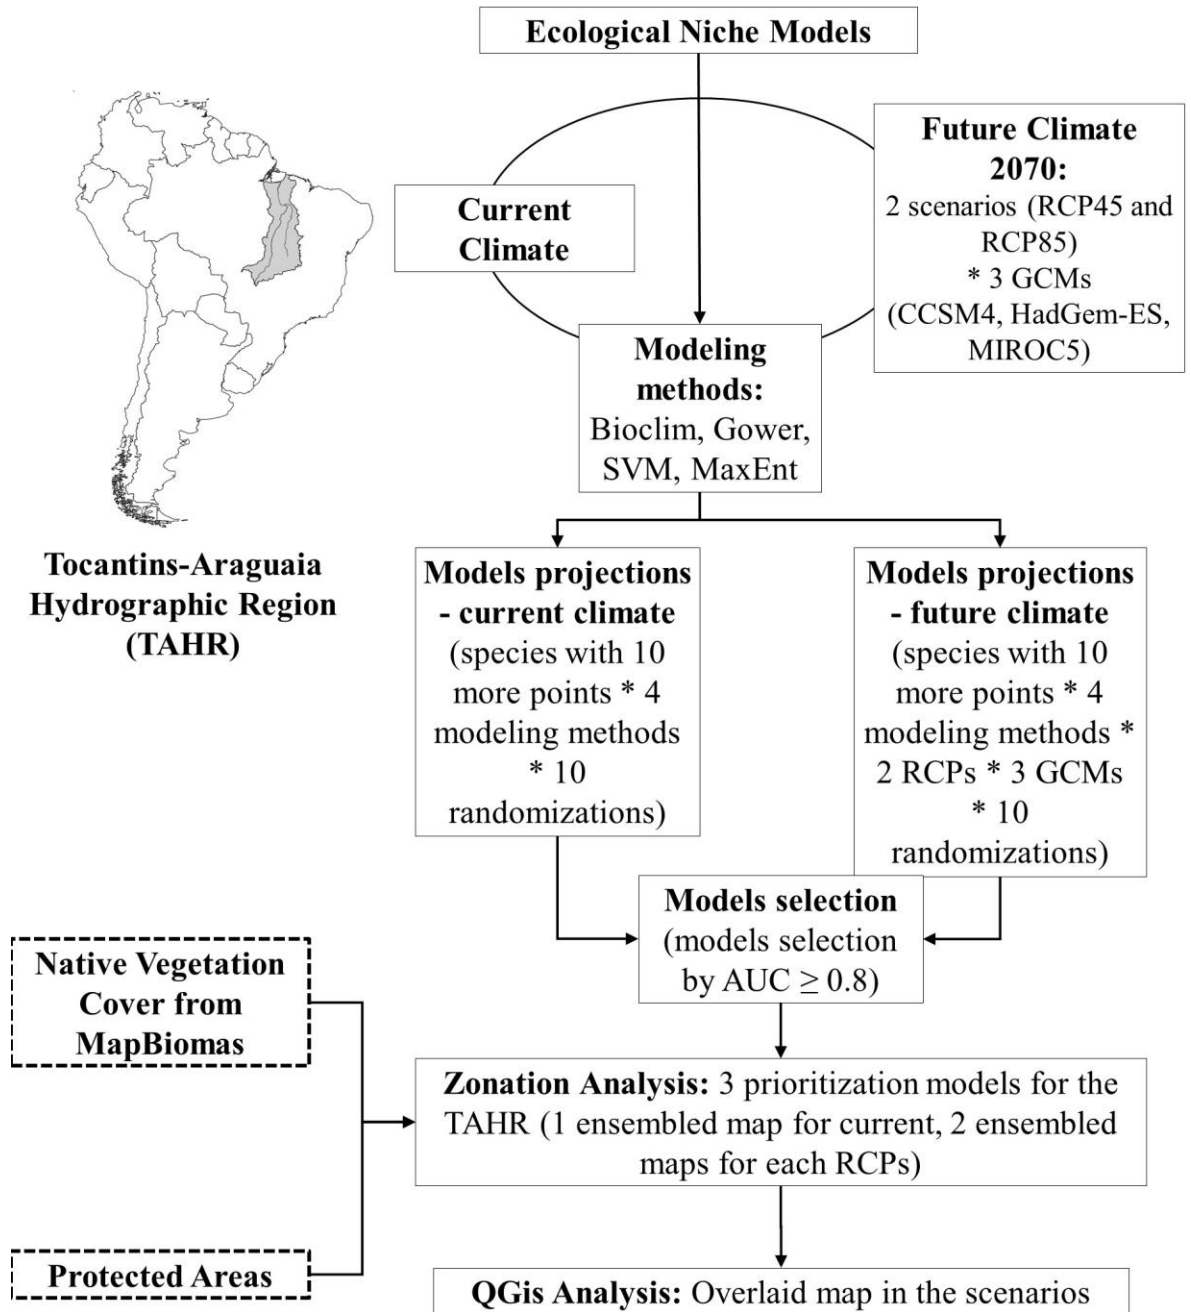 Ecological Niche Models
Current
Climate
Future Climate
2070:
2 scenarios (RCP45 and
RCP85)
* 3 GCMs
(CCSM4, HadGem-ES,
MIROC5)
Modeling
methods:
Bioclim, Gower,
SVM, MaxEnt
Tocantins-Araguaia
Hydrographic Region
(TAHR)
Models projections
- current climate
(species with 10
more points * 4
modeling methods
* 10
randomizations)
Models projections
- future climate
(species with 10
more points * 4
modeling methods *
2 RCPs * 3 GCMs
* 10
randomizations)
Models selection
(models selection
by AUC ≥ 0.8)
Native Vegetation
Cover from
MapBiomas
Zonation Analysis: 3 prioritization models for the
TAHR (1 ensembled map for current, 2 ensembled
maps for each RCPs)
Protected Areas
QGis Analysis: Overlaid map in the scenarios